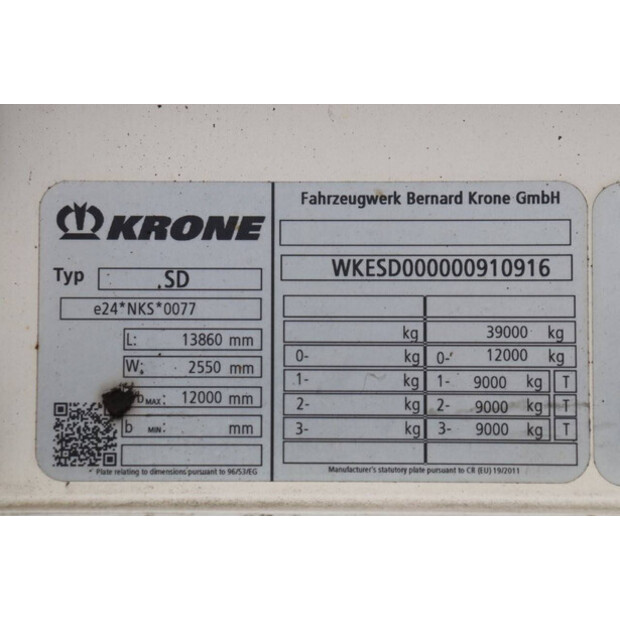 KRONE
Typ .SD
e24*NKS*0077
L: 13860 mm
W: 2550 mm
b MAX: 12000 mm
b MIN: mm
Plate relating to dimensions pursuant to 96/53/EG
Fahrzeugwerk Bernard Krone GmbH
WKESD000000910916
kg 39000 kg
0- kg 0- 12000 kg
1- kg 1- 9000 kg T
2- kg 2- 9000 kg T
3- kg 3- 9000 kg T
Manufacturer's statutory plate pursuant to CR (EU) 19/2011